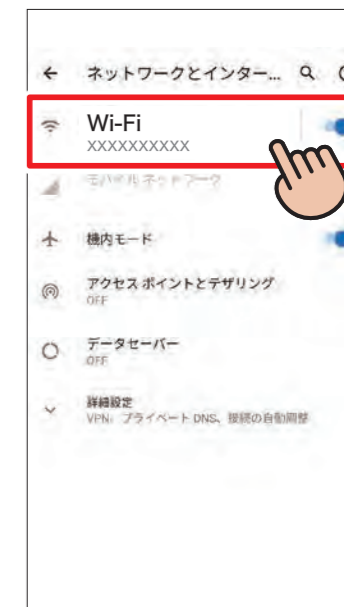 ネットワークとインター...
Wi-Fi
XXXXXXXXXX
モバイル ネットワーク
機内モード
アクセス ポイントとテザリング
OFF
データセーバー
OFF
詳細設定
VPN、プライベート DNS、接続の自動調整